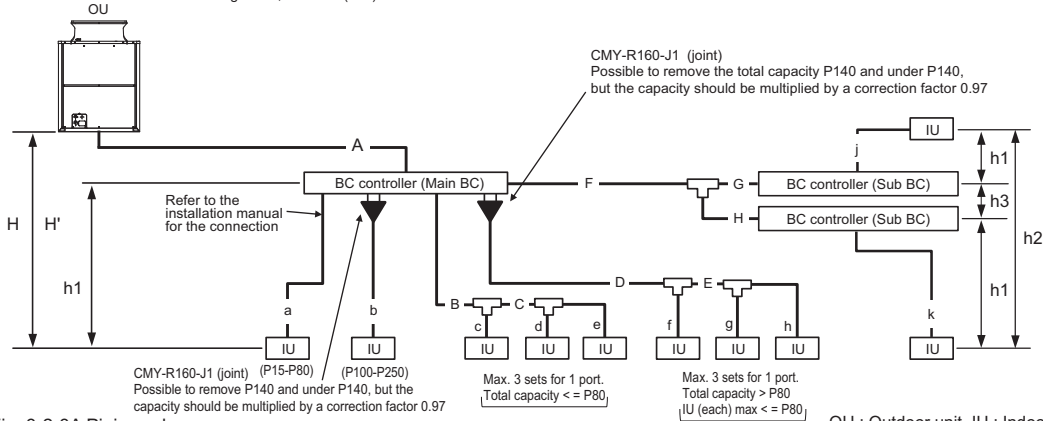 OU
CMY-R160-J1 (joint)
Possible to remove the total capacity P140 and under P140,
but the capacity should be multiplied by a correction factor 0.97
IU
A
j
h1
BC controller (Main BC)
F
G
BC controller (Sub BC)
Refer to the
installation manual
for the connection
h3
H
BC controller (Sub BC)
H
H'
h2
h1
D
E
h1
B
C
a
b
c
d
e
f
g
h
k
IU
IU
IU
IU
IU
IU
IU
IU
IU
(P15-P80)
(P100-P250)
CMY-R160-J1 (joint)
Possible to remove P140 and under P140, but the
capacity should be multiplied by a correction factor 0.97
Max. 3 sets for 1 port.
Total capacity < = P80
Max. 3 sets for 1 port.
Total capacity > P80
IU (each) max < = P80